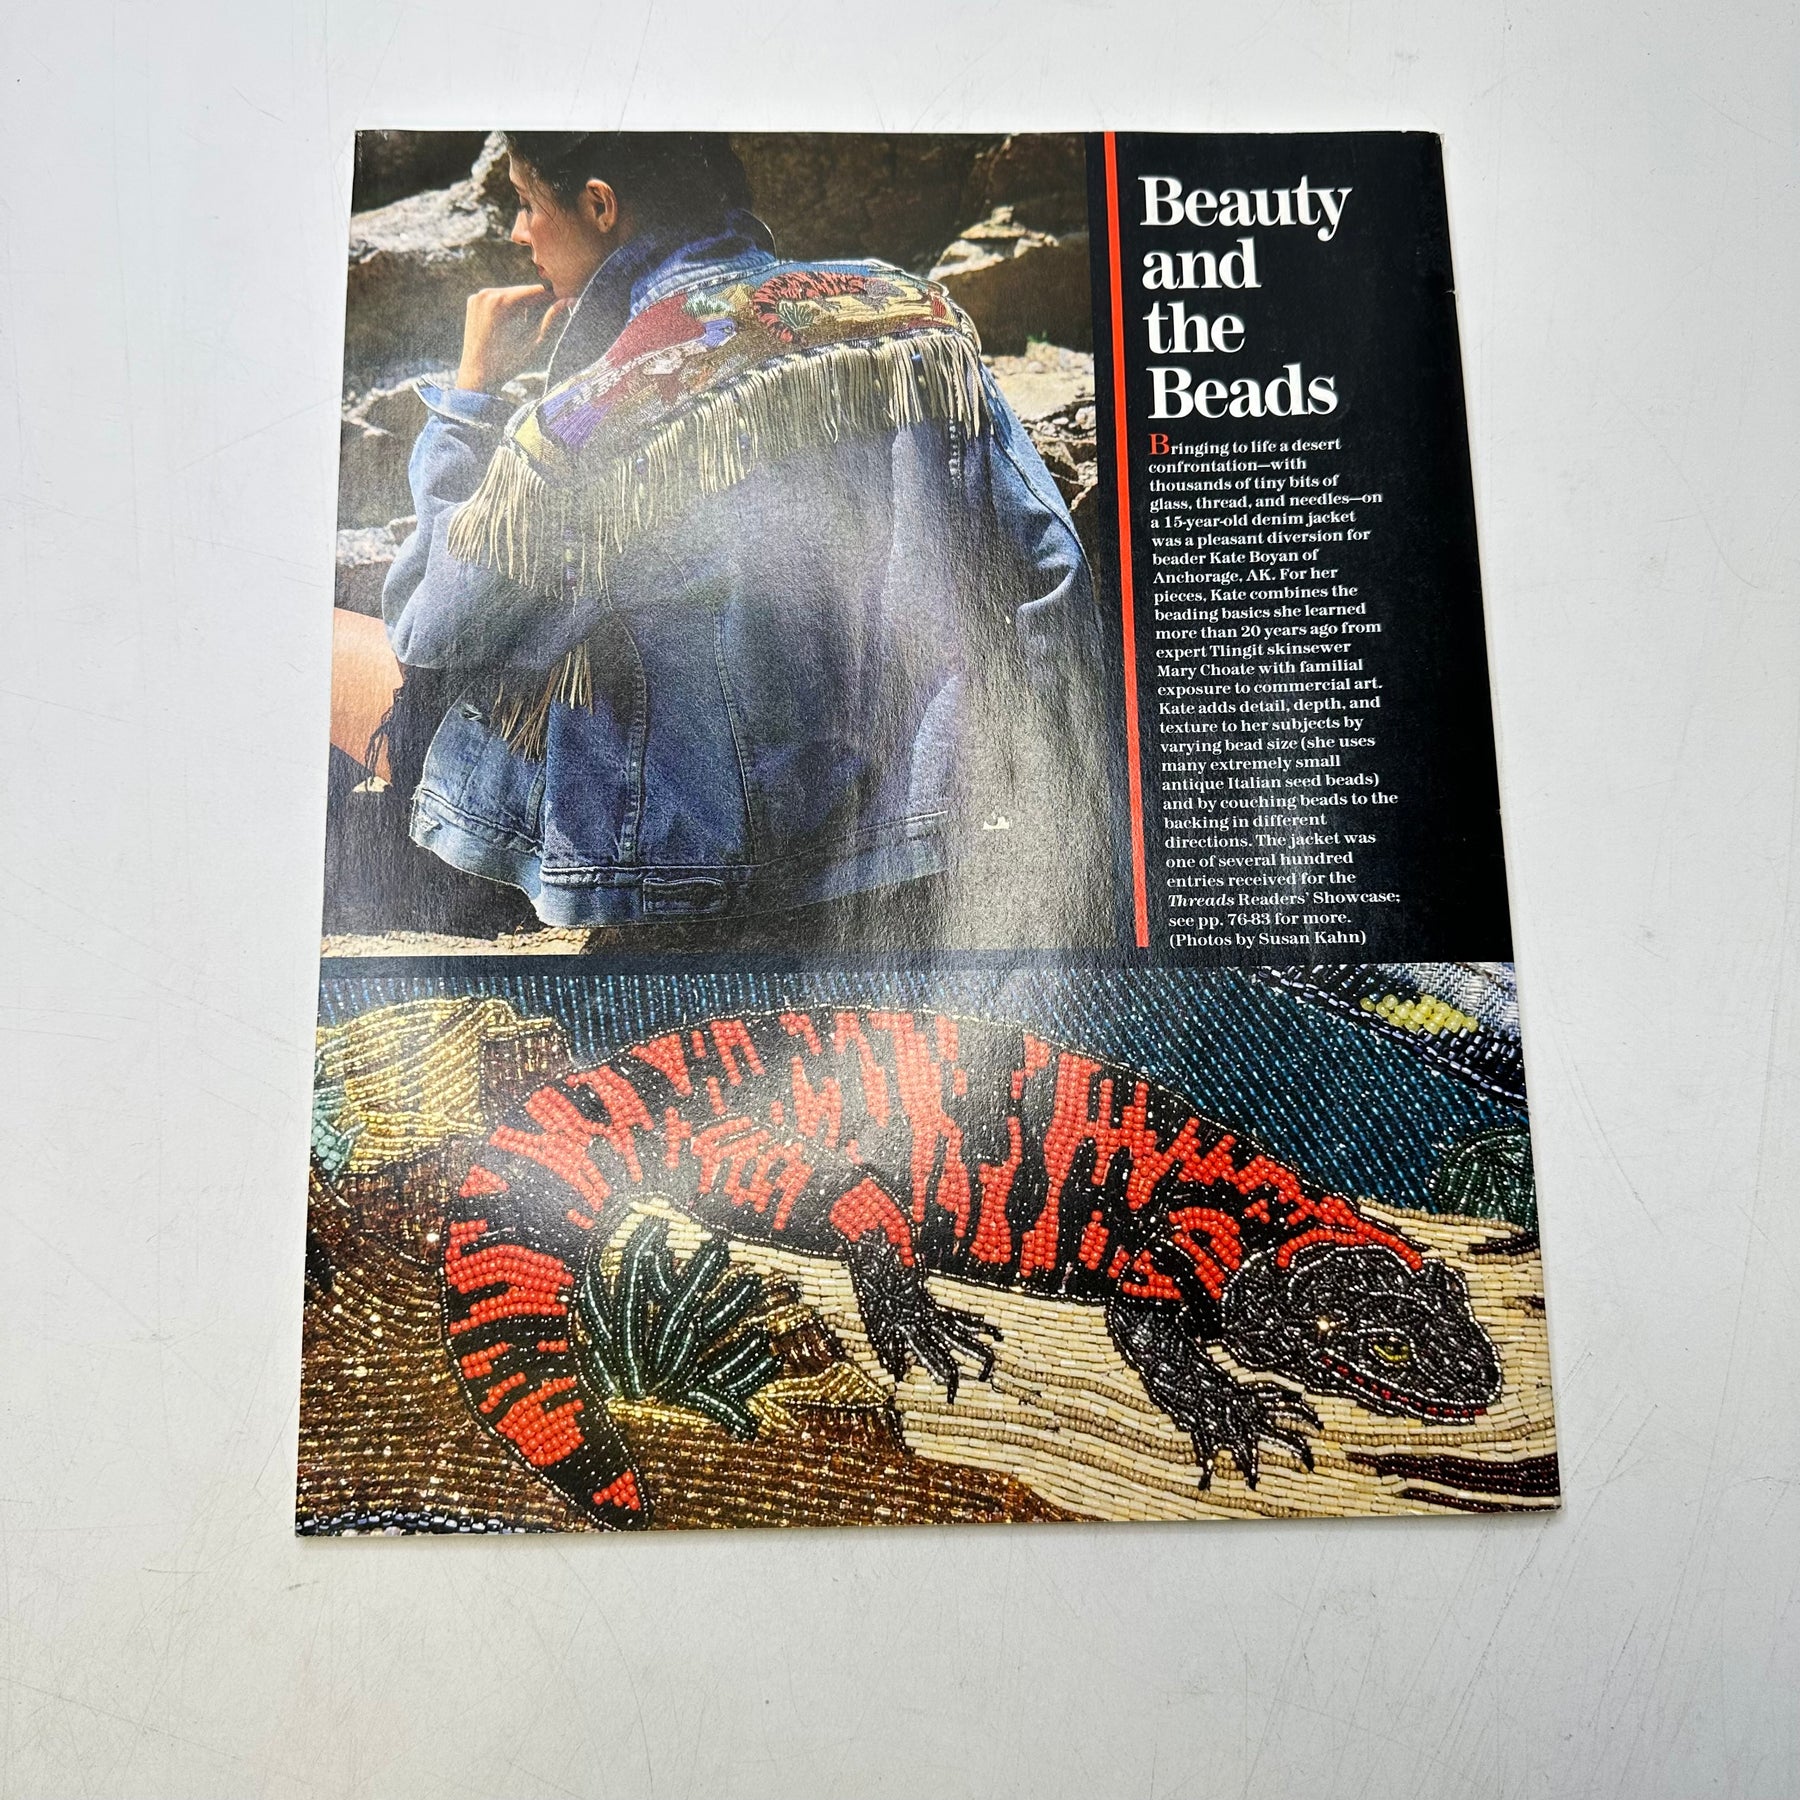 Beauty
and
the
Beads
Bringing to life a desert
confrontation—with
thousands of tiny bits of
glass, thread, and needles—on
a 15-year-old denim jacket
was a pleasant diversion for
beader Kate Boyan of
Anchorage, AK. For her
pieces, Kate combines the
beading basics she learned
more than 20 years ago from
expert Tlingit skinsewer
Mary Choate with familial
exposure to commercial art.
Kate adds detail, depth, and
texture to her subjects by
varying bead size (she uses
many extremely small
antique Italian seed beads)
and by couching beads to the
backing in different
directions. The jacket was
one of several hundred
entries received for the
Threads Readers' Showcase;
see pp. 76-83 for more.
(Photos by Susan Kahn)